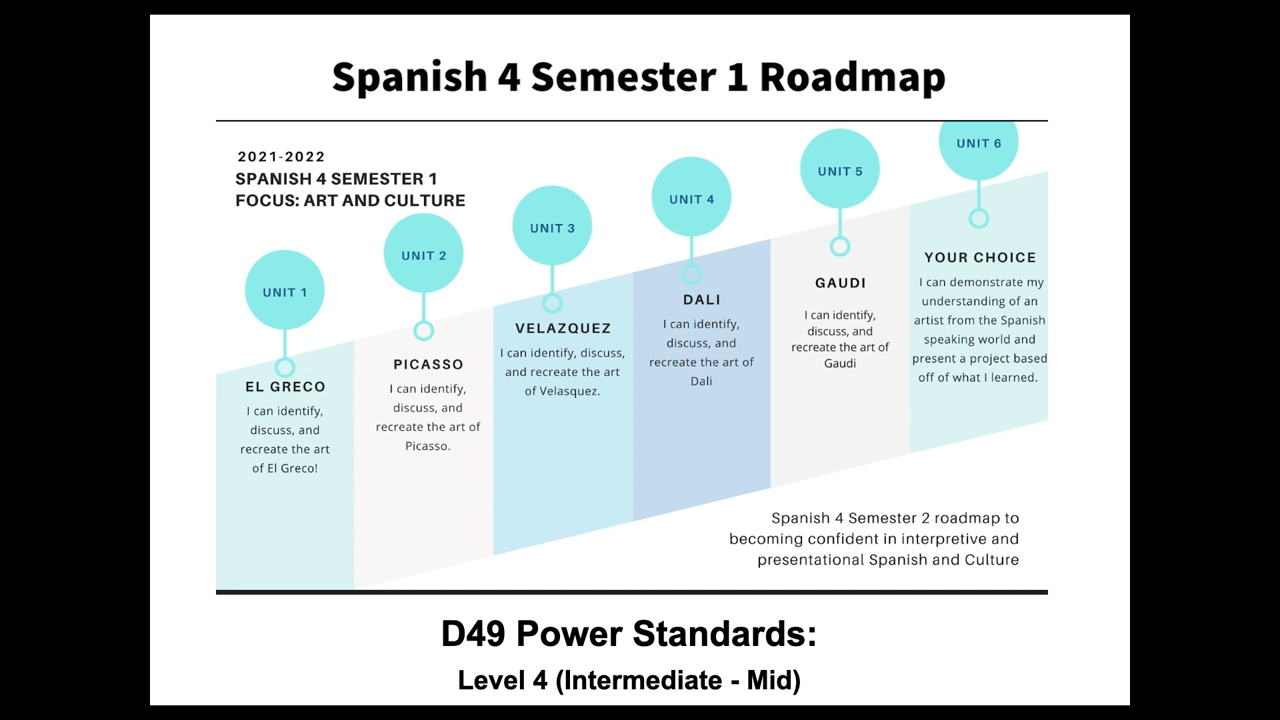 Spanish 4 Semester 1 Roadmap
2021-2022
SPANISH 4 SEMESTER 1
FOCUS: ART AND CULTURE
UNIT 1
EL GRECO
I can identify,
discuss, and
recreate the art
of El Greco!
UNIT 2
PICASSO
I can identify,
discuss, and
recreate the art of
Picasso.
UNIT 3
VELAZQUEZ
I can identify, discuss,
and recreate the art
of Velasquez.
UNIT 4
DALI
I can identify,
discuss, and
recreate the art of
Dali
UNIT 5
GAUDI
I can identify,
discuss, and
recreate the art of
Gaudi
UNIT 6
YOUR CHOICE
I can demonstrate my
understanding of an
artist from the Spanish
speaking world and
present a project based
off of what I learned.
Spanish 4 Semester 2 roadmap to
becoming confident in interpretive and
presentational Spanish and Culture
D49 Power Standards:
Level 4 (Intermediate - Mid)